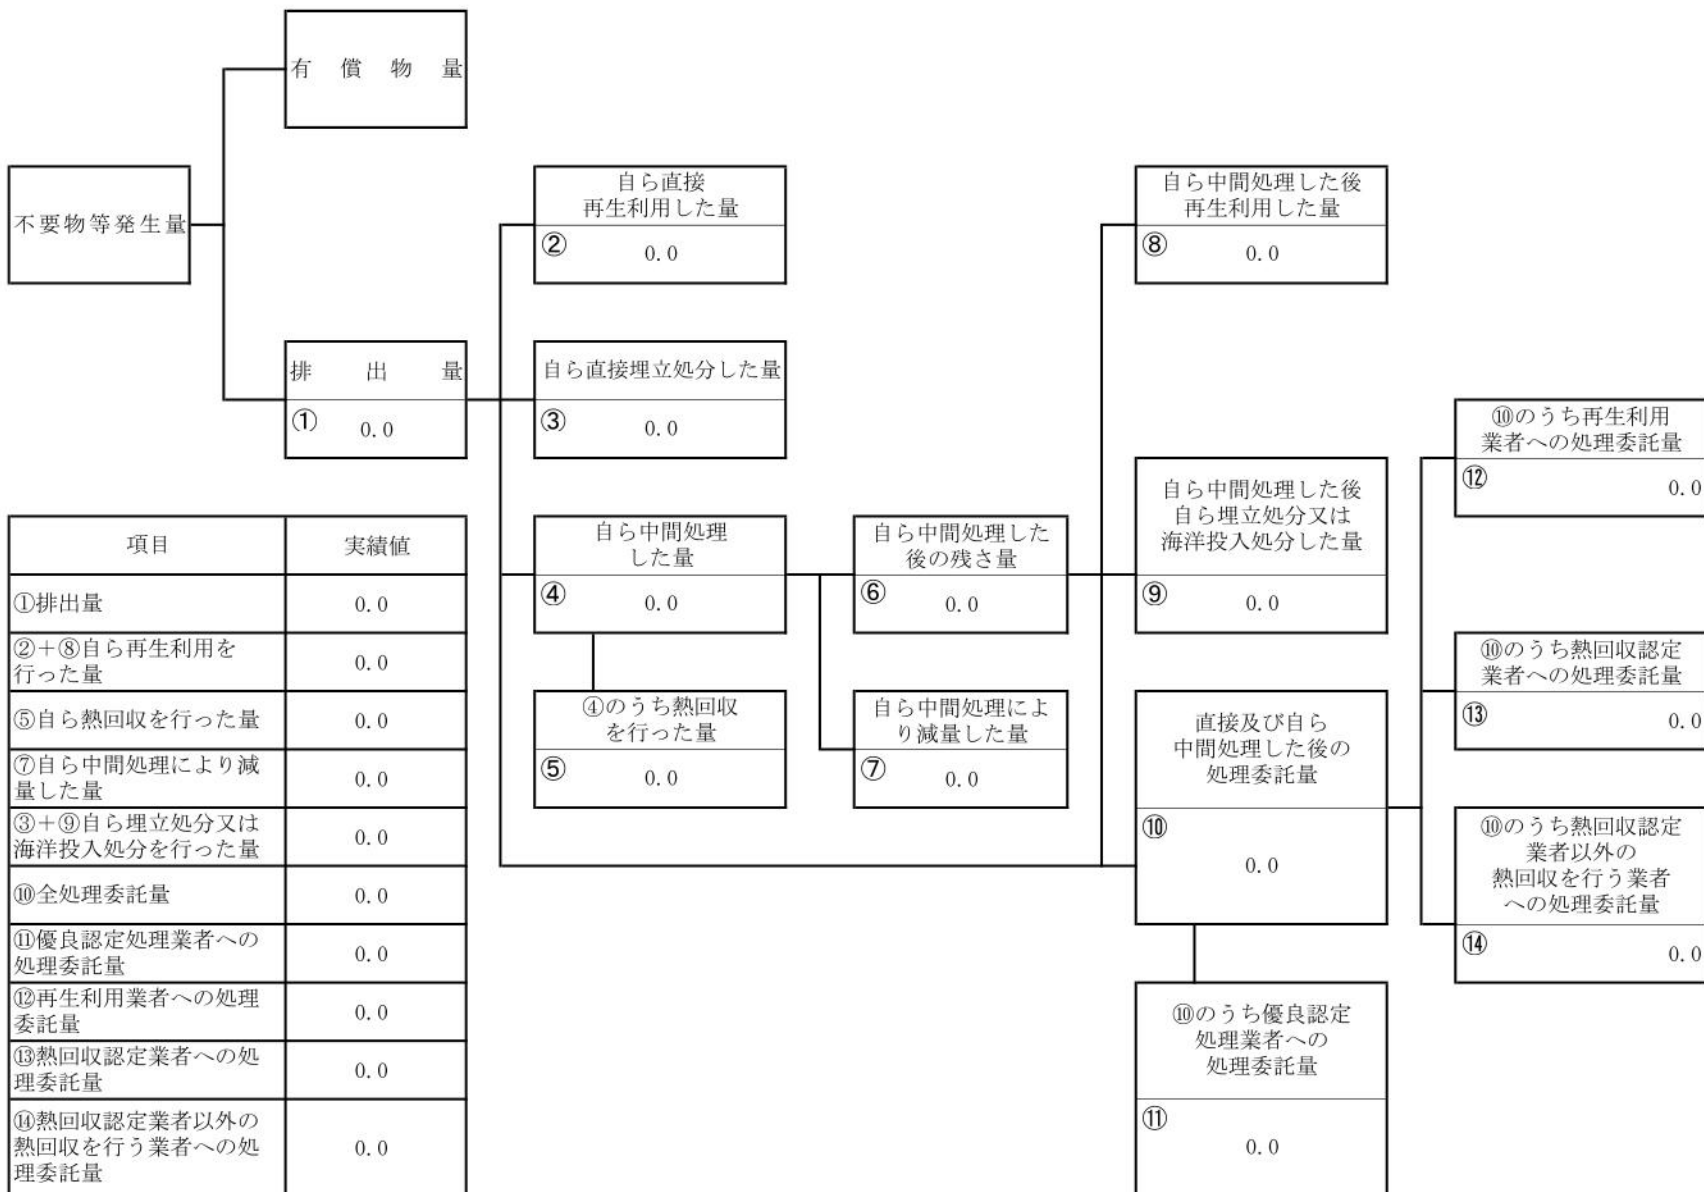 有償物量
不要物等発生量
排出量
①
0.0
自ら直接
再生利用した量
②
0.0
自ら直接埋立処分した量
③
0.0
自ら中間処理
した量
④
0.0
④のうち熱回収
を行った量
⑤
0.0
自ら中間処理した
後の残さ量
⑥
0.0
自ら中間処理によ
り減量した量
⑦
0.0
自ら中間処理した後
再生利用した量
⑧
0.0
自ら中間処理した後
自ら埋立処分又は
海洋投入処分した量
⑨
0.0
直接及び自ら
中間処理した後の
処理委託量
⑩
0.0
⑩のうち優良認定
処理業者への
処理委託量
⑪
0.0
⑩のうち再生利用
業者への処理委託量
⑫
0.0
⑩のうち熱回収認定
業者への処理委託量
⑬
0.0
⑩のうち熱回収認定
業者以外の
熱回収を行う業者
への処理委託量
⑭
0.0
項目 実績値
①排出量 0.0
②+⑧自ら再生利用を
行った量 0.0
⑤自ら熱回収を行った量 0.0
⑦自ら中間処理により減
量した量 0.0
③+⑨自ら埋立処分又は
海洋投入処分を行った量 0.0
⑩全処理委託量 0.0
⑪優良認定処理業者への
処理委託量 0.0
⑫再生利用業者への処理
委託量 0.0
⑬熱回収認定業者への処
理委託量 0.0
⑭熱回収認定業者以外の
熱回収を行う業者への処 0.0
理委託量